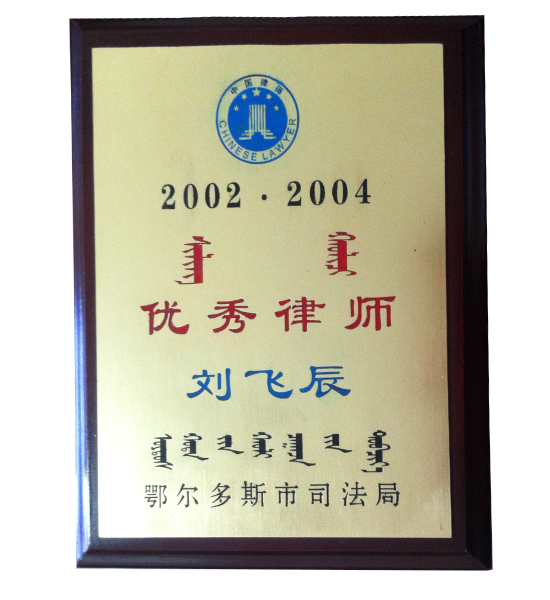 中国律师
CHINESE LAWYER
2002·2004
优秀律师
刘飞辰
鄂尔多斯市司法局